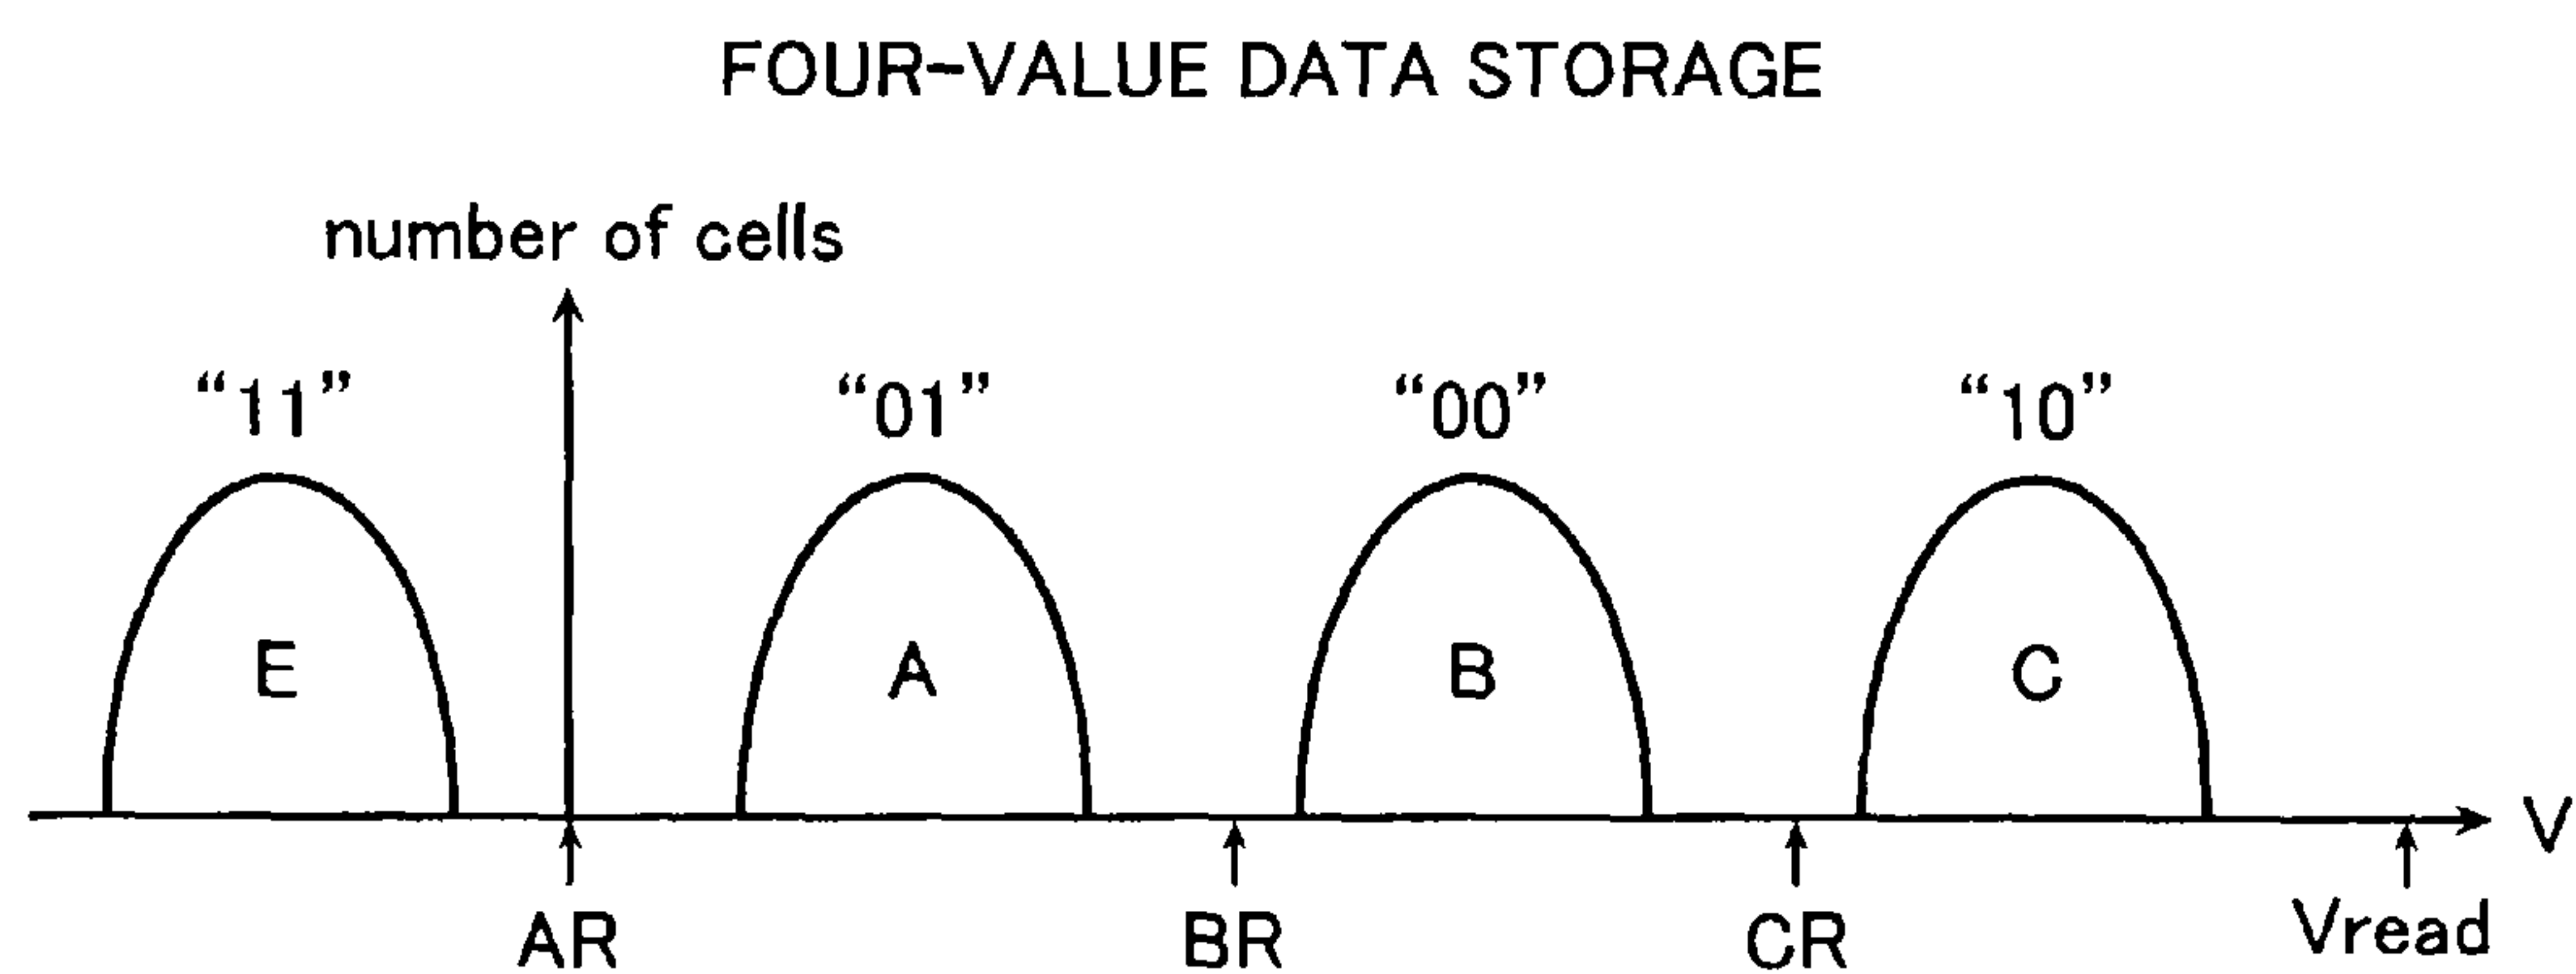 FOUR-VALUE DATA STORAGE
number of cells
“11” “01” “00” “10”
E A B C
V
AR BR CR Vread